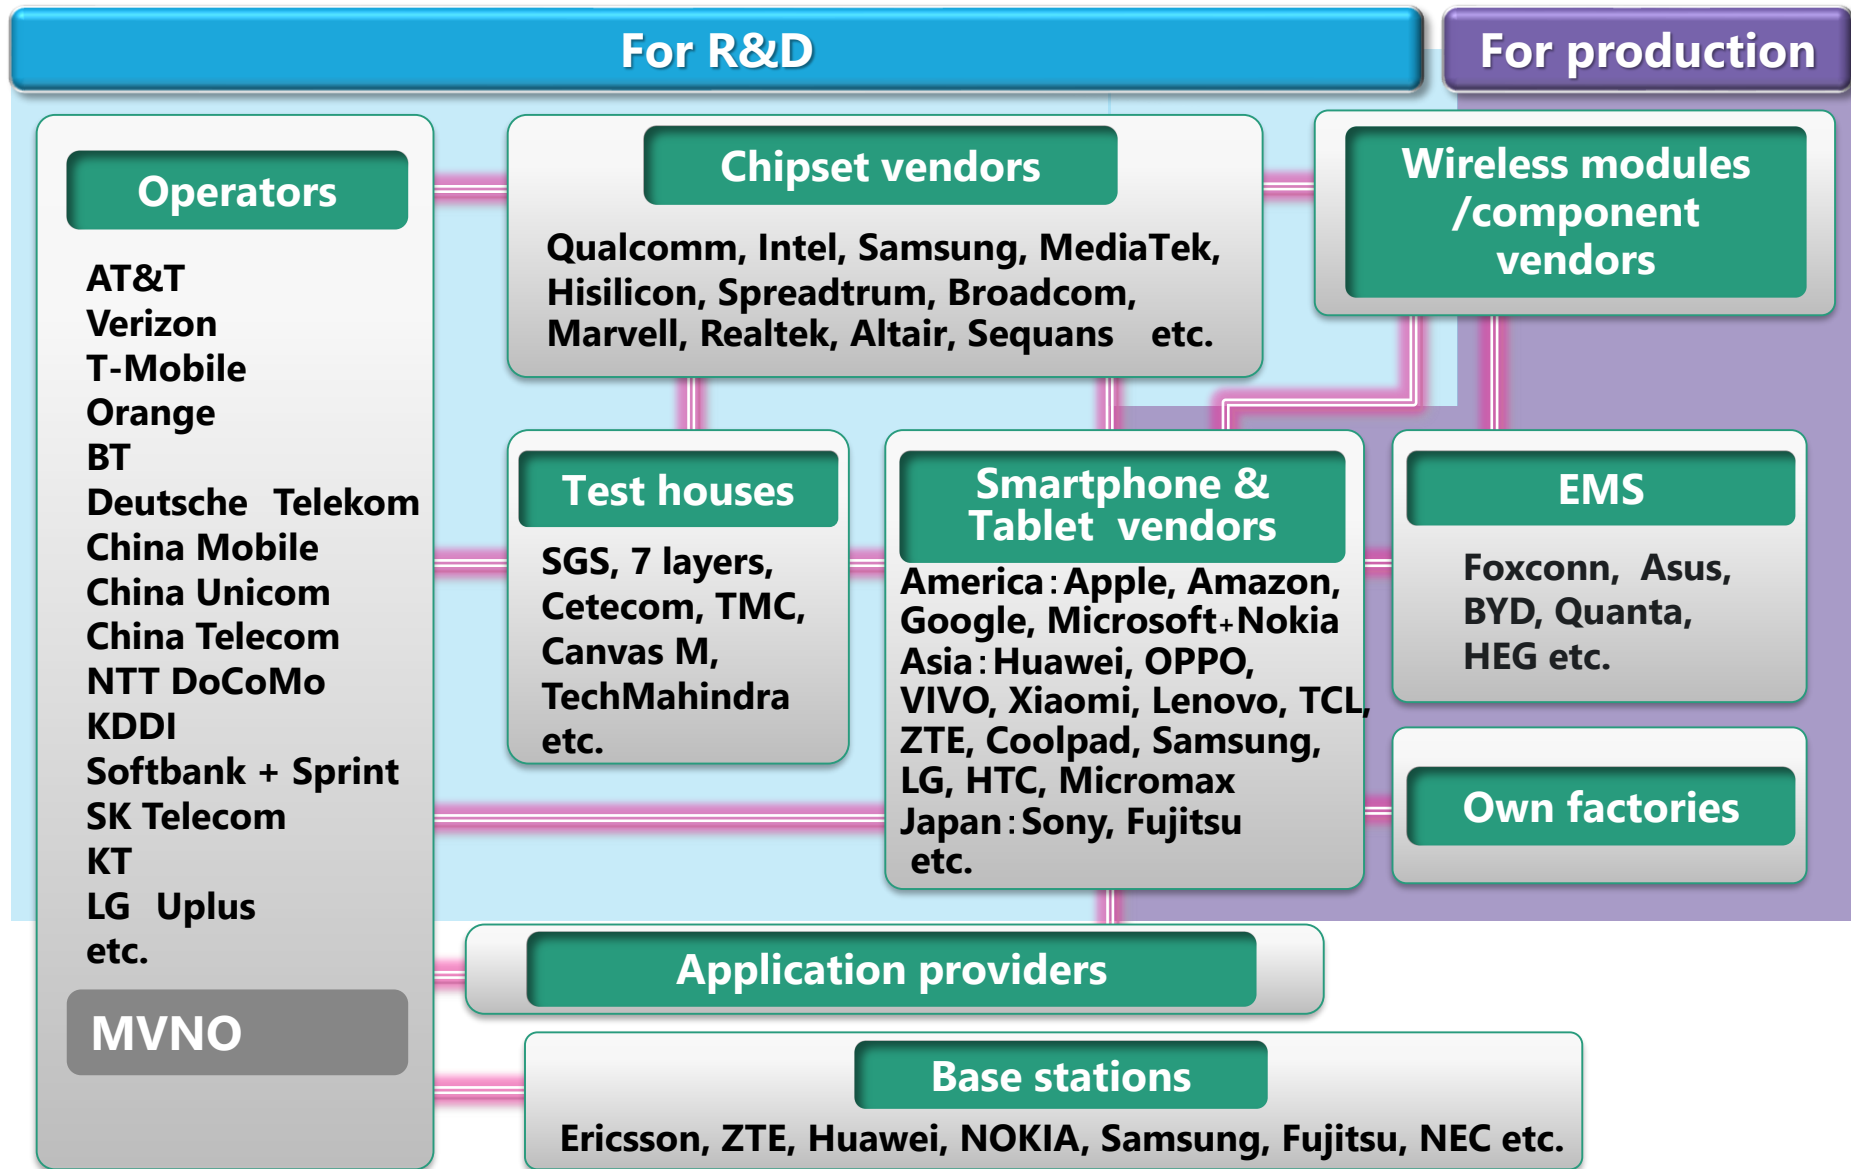 For R&D
For production
Operators
AT&T
Verizon
T-Mobile
Orange
BT
Deutsche Telekom
China Mobile
China Unicom
China Telecom
NTT DoCoMo
KDDI
Softbank + Sprint
SK Telecom
KT
LG Uplus
etc.
MVNO
Chipset vendors
Qualcomm, Intel, Samsung, MediaTek,
Hisilicon, Spreadtrum, Broadcom,
Marvell, Realtek, Altair, Sequans etc.
Wireless modules
/component
vendors
Test houses
SGS, 7 layers,
Cetecom, TMC,
Canvas M,
TechMahindra
etc.
Smartphone &
Tablet vendors
America：Apple, Amazon,
Google, Microsoft+Nokia
Asia：Huawei, OPPO,
VIVO, Xiaomi, Lenovo, TCL,
ZTE, Coolpad, Samsung,
LG, HTC, Micromax
Japan：Sony, Fujitsu
etc.
EMS
Foxconn, Asus,
BYD, Quanta,
HEG etc.
Own factories
Application providers
Base stations
Ericsson, ZTE, Huawei, NOKIA, Samsung, Fujitsu, NEC etc.